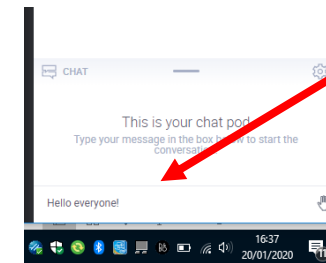 CHAT
This is your chat pod
Type your message in the box below to start the
conversation
Hello everyone!
16:37
20/01/2020